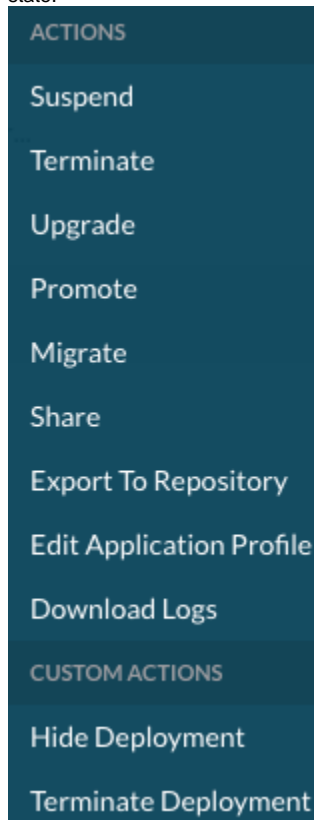 ACTIONS
Suspend
Terminate
Upgrade
Promote
Migrate
Share
Export To Repository
Edit Application Profile
Download Logs
CUSTOM ACTIONS
Hide Deployment
Terminate Deployment